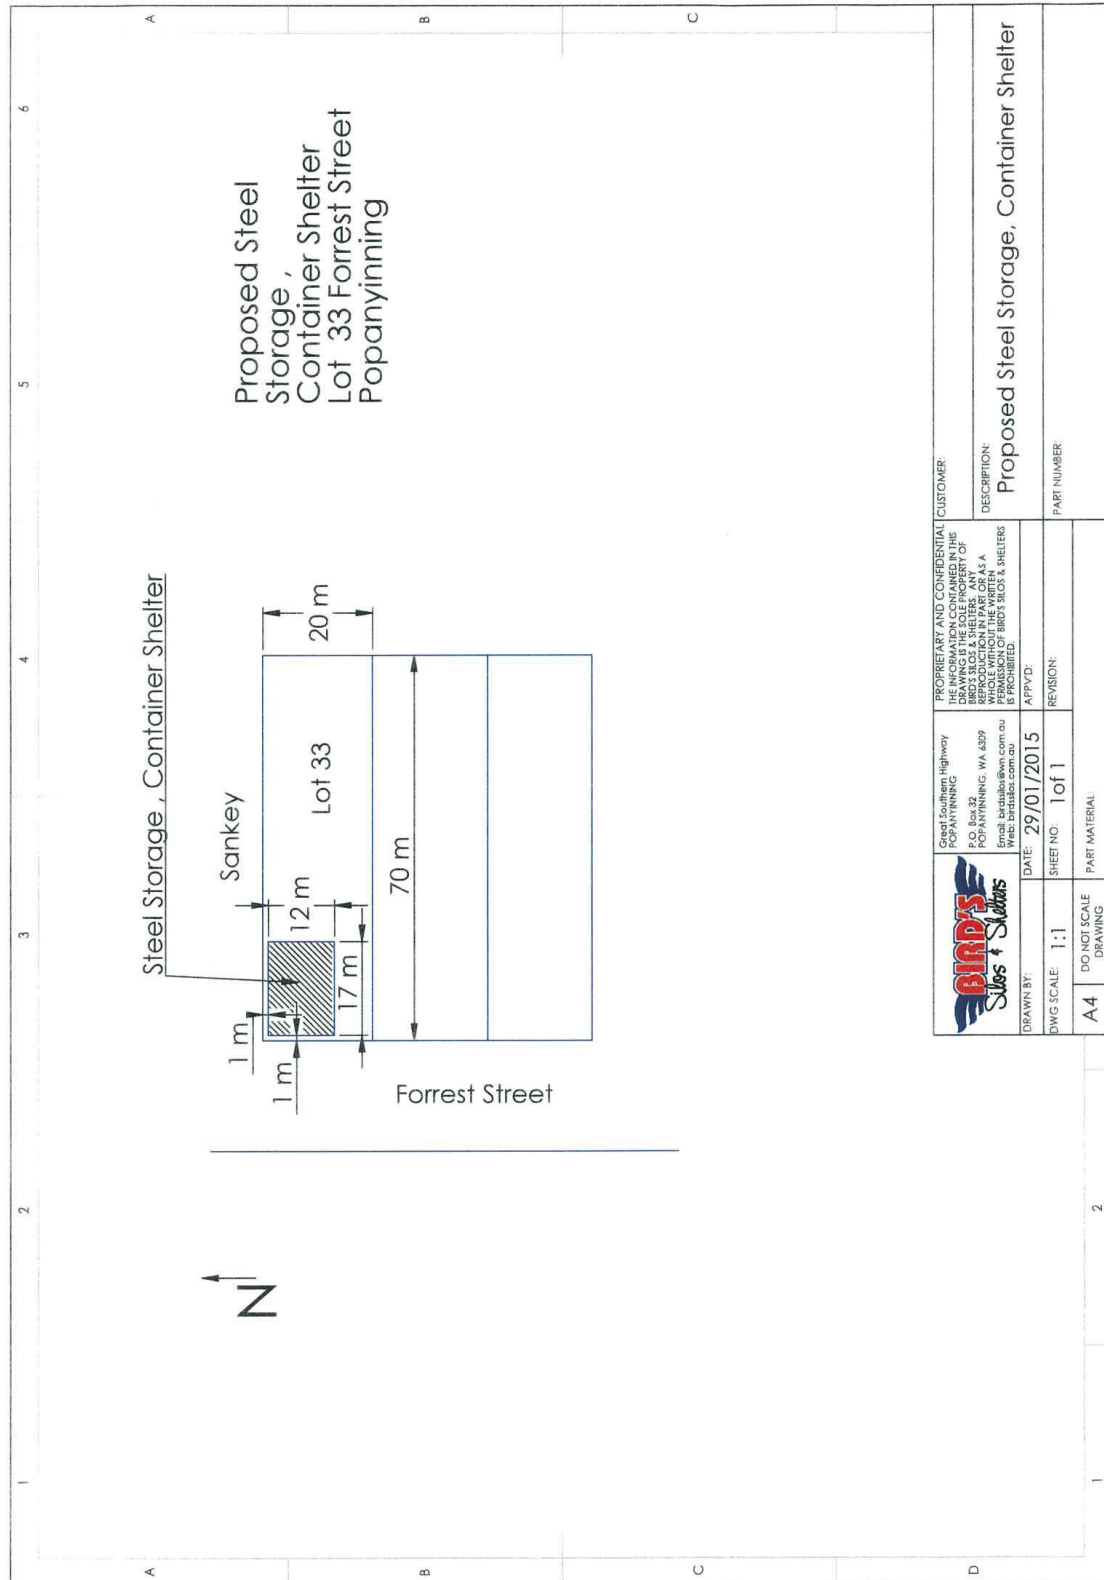 1 2 3 4 5 6
A A
B B
C C
D
1 2
Steel Storage , Container Shelter
Sankey
1 m
1 m
12 m
Lot 33
20 m
17 m
70 m
Forrest Street
N
Proposed Steel
Storage ,
Container Shelter
Lot 33 Forrest Street
Popanyinning
BIRD'S
Silos & Shelters
Great Southern Highway
POPANYINNING
P.O. Box 32
POPANYINNING, WA 6309
Email: birdssilos@wn.com.au
Web: birdssilos.com.au
PROPRIETARY AND CONFIDENTIAL
THE INFORMATION CONTAINED IN THIS
DRAWING IS THE SOLE PROPERTY OF
BIRD'S SILOS & SHELTERS. ANY
REPRODUCTION IN PART OR AS A
WHOLE WITHOUT THE WRITTEN
PERMISSION OF BIRD'S SILOS & SHELTERS
IS PROHIBITED.
CUSTOMER:
DESCRIPTION:
Proposed Steel Storage, Container Shelter
DRAWN BY:
DATE: 29/01/2015
APPV'D:
DWG SCALE: 1:1
SHEET NO: 1of 1
REVISION:
PART NUMBER:
A4
DO NOT SCALE
DRAWING
PART MATERIAL: